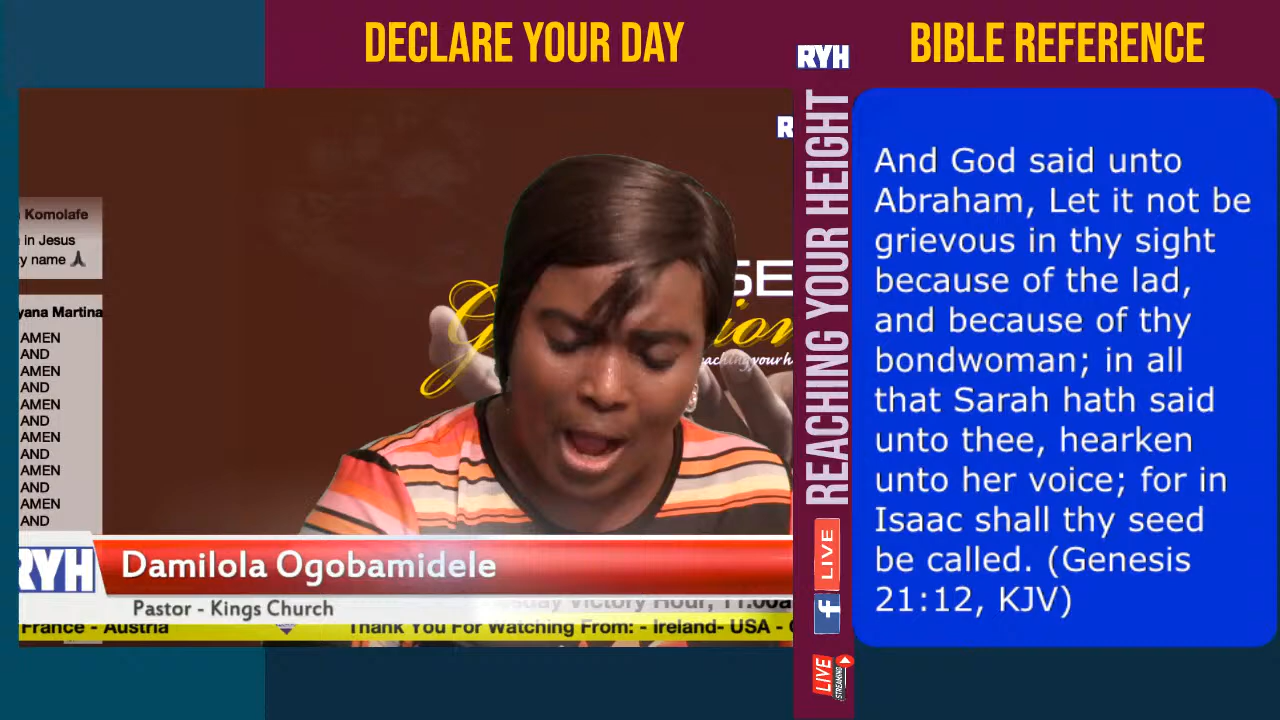 DECLARE YOUR DAY
RYH
BIBLE REFERENCE
REACHING YOUR HEIGHT
LIVE
LIVE
STREAMING
Komolafe
in Jesus
name
Martina
AMEN
AND
AMEN
AND
AMEN
AND
AMEN
AND
AMEN
AND
AMEN
AND
RYH
Damilola Ogobamidele
Pastor - Kings Church
Victory Hour, 11:00a
France - Austria
Thank You For Watching From: - Ireland- USA -
And God said unto
Abraham, Let it not be
grievous in thy sight
because of the lad,
and because of thy
bondwoman; in all
that Sarah hath said
unto thee, hearken
unto her voice; for in
Isaac shall thy seed
be called. (Genesis
21:12, KJV)